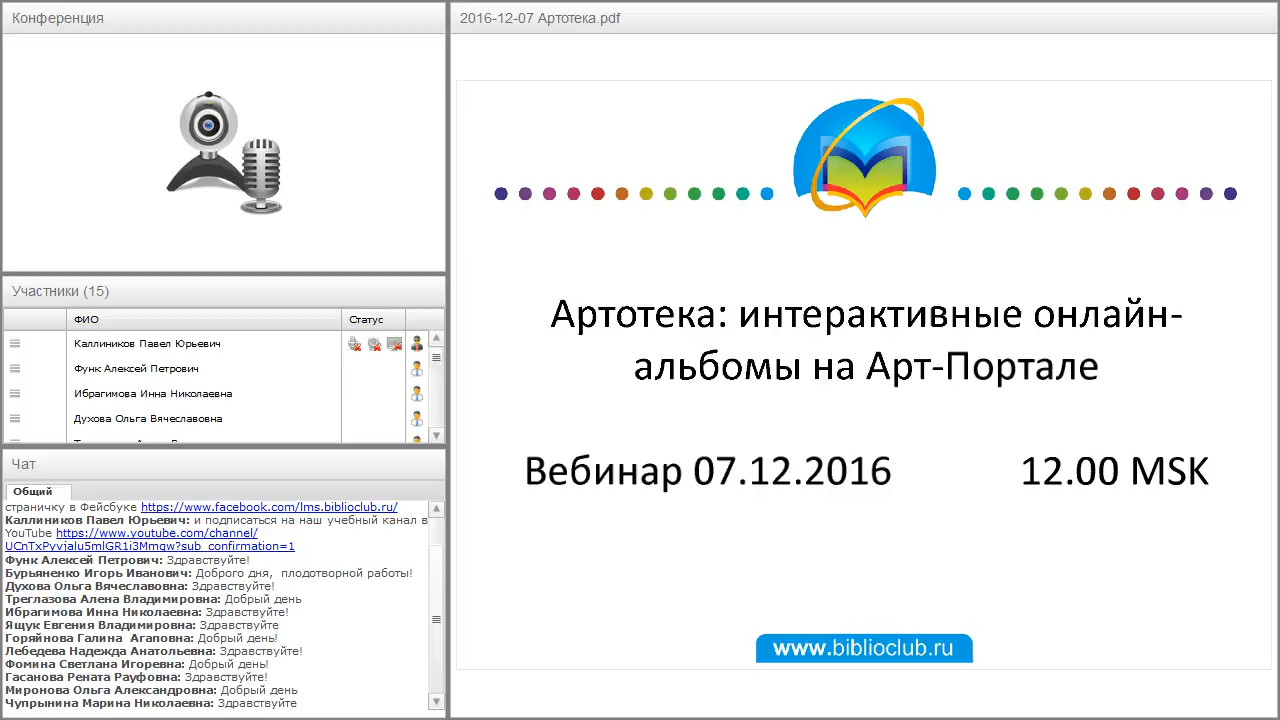 Конференция
2016-12-07 Артотека.pdf
Артотека: интерактивные онлайн-
альбомы на Арт-Портале
Вебинар 07.12.2016 12.00 MSK
www.biblioclub.ru
Участники (15)
ФИО Статус
Каллиников Павел Юрьевич
Функ Алексей Петрович
Ибрагимова Инна Николаевна
Духова Ольга Вячеславовна
Чат
Общий
страничку в Фейсбуке https://www.facebook.com/lms.biblioclub.ru/
Каллиников Павел Юрьевич: и подписаться на наш учебный канал в
YouTube https://www.youtube.com/channel/
UCnTxPvvjalu5mlGR1i3Mmqw?sub_confirmation=1
Функ Алексей Петрович: Здравствуйте!
Бурьяненко Игорь Иванович: Доброго дня, плодотворной работы!
Духова Ольга Вячеславовна: Здравствуйте!
Треглазова Алена Владимировна: Добрый день
Ибрагимова Инна Николаевна: Здравствуйте!
Ящук Евгения Владимировна: Здравствуйте
Горяйнова Галина Агаповна: Добрый день!
Лебедева Надежда Анатольевна: Здравствуйте!
Фомина Светлана Игоревна: Добрый день!
Гасанова Рената Рауфовна: Здравствуйте!
Миронова Ольга Александровна: Добрый день
Чупрынина Марина Николаевна: Здравствуйте